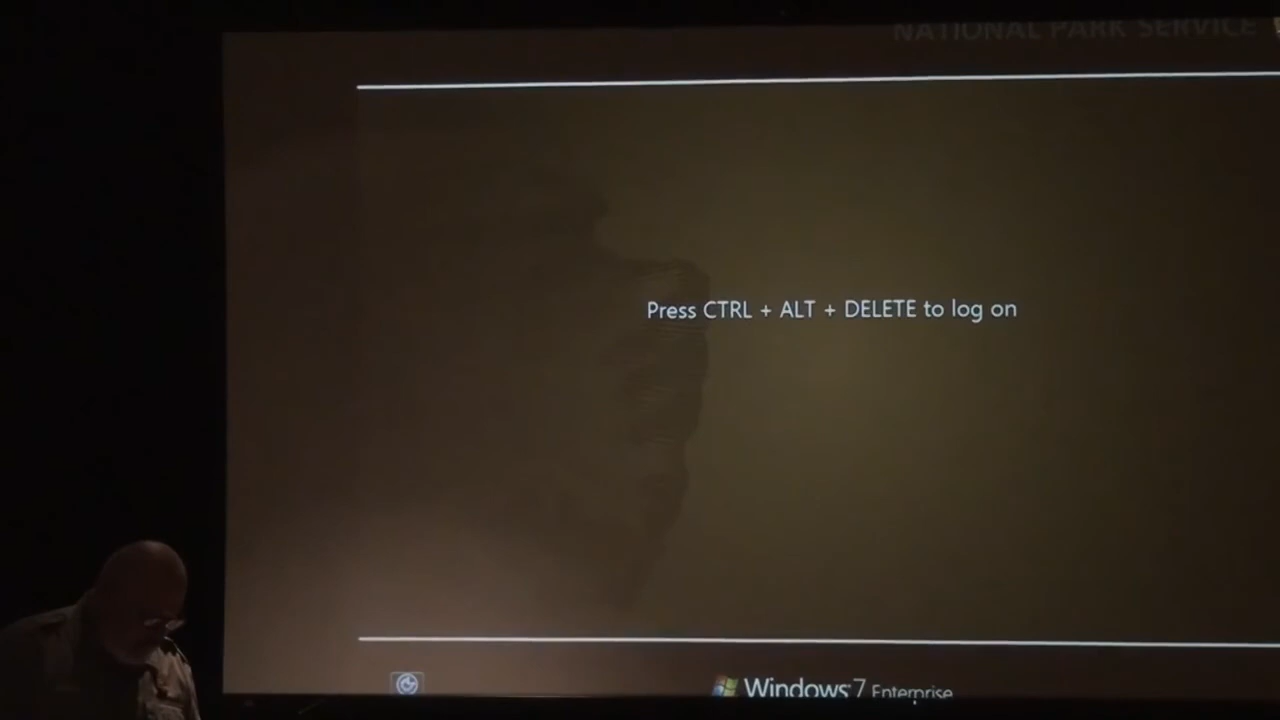 NATIONAL PARK SERVICE
Press CTRL + ALT + DELETE to log on
Windows 7 Enterprise